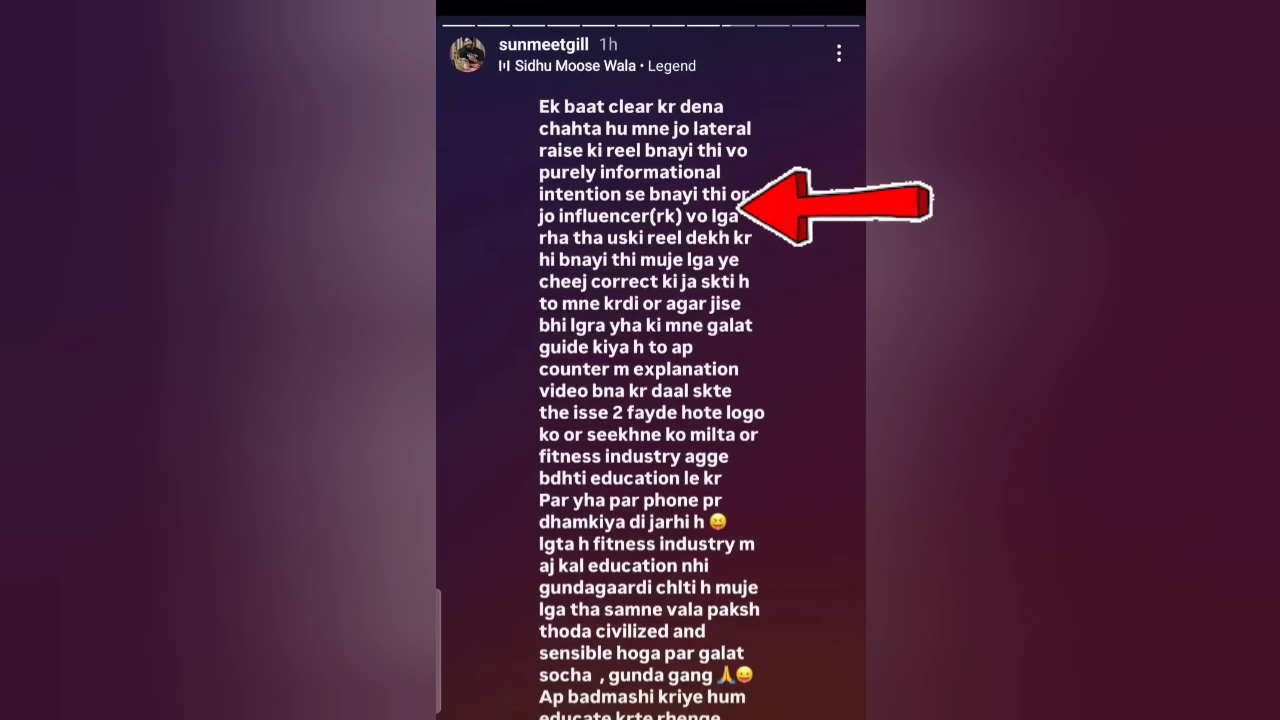 sunmeetgill 1h
Sidhu Moose Wala • Legend
Ek baat clear kr dena
chahta hu mne jo lateral
raise ki reel bnayi thi vo
purely informational
intention se bnayi thi or
jo influencer(rk) vo lga
rha tha uski reel dekh kr
hi bnayi thi muje lga ye
cheej correct ki ja skti h
to mne krdi or agar jise
bhi lgra yha ki mne galat
guide kiya h to ap
counter m explanation
video bna kr daal skte
the isse 2 fayde hote logo
ko or seekhne ko milta or
fitness industry agge
bdhti education le kr
Par yha par phone pr
dhamkiya di jarhi h 😛
lgta h fitness industry m
aj kal education nhi
gundagaardi chlti h muje
lga tha samne vala paksh
thoda civilized and
sensible hoga par galat
socha , gunda gang 🙏😛
Ap badmashi kriye hum
educate krte rhenge